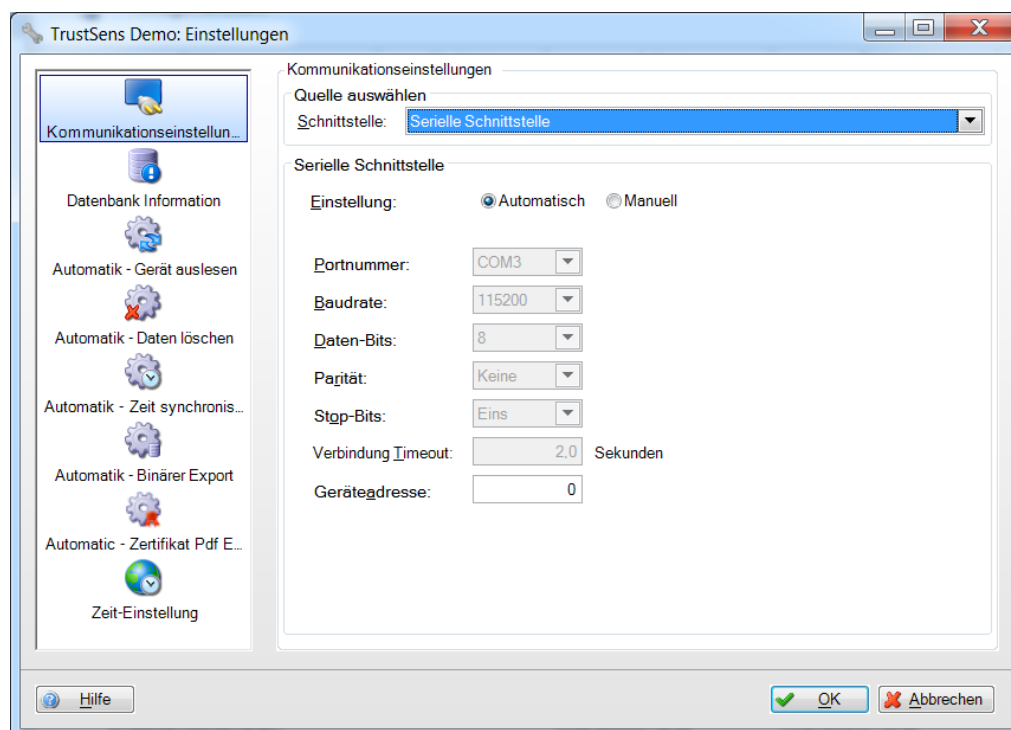 TrustSens Demo: Einstellungen
Kommunikationseinstellun...
Datenbank Information
Automatik - Gerät auslesen
Automatik - Daten löschen
Automatik - Zeit synchronis...
Automatik - Binärer Export
Automatic - Zertifikat Pdf E...
Zeit-Einstellung
Kommunikationseinstellungen
Quelle auswählen
Schnittstelle: Serielle Schnittstelle
Serielle Schnittstelle
Einstellung: Automatisch Manuell
Portnummer: COM3
Baudrate: 115200
Daten-Bits: 8
Parität: Keine
Stop-Bits: Eins
Verbindung Timeout: 2,0 Sekunden
Geräteadresse: 0
Hilfe OK Abbrechen